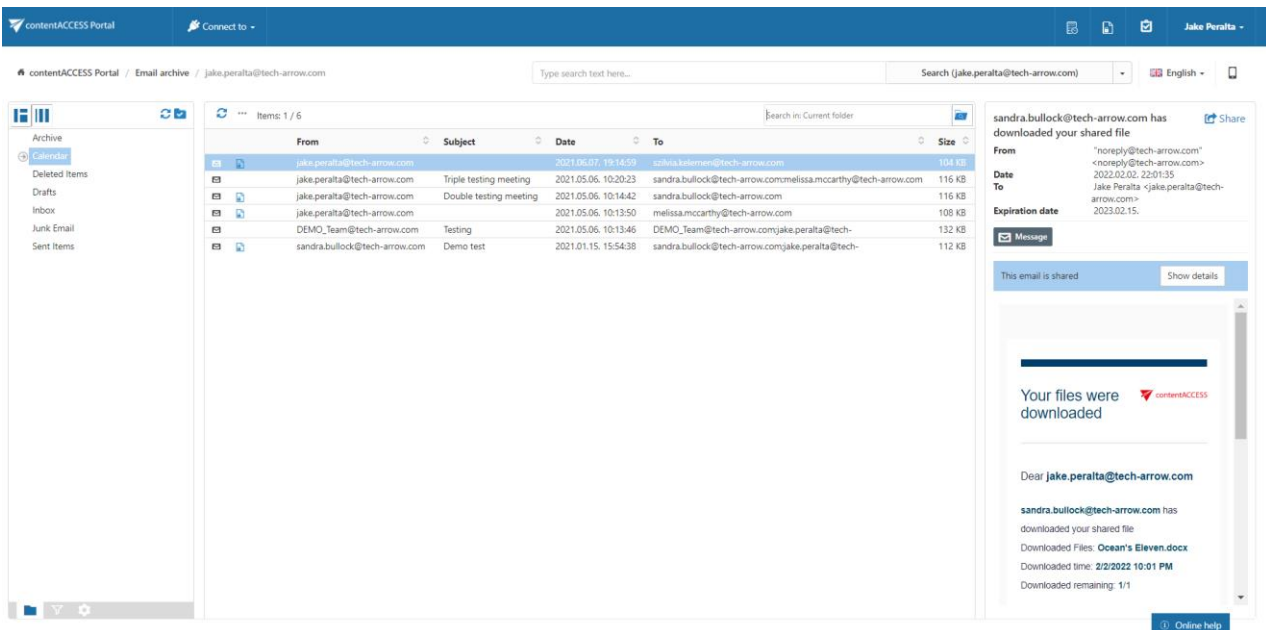 contentACCESS Portal Connect to Jake Peralta
contentACCESS Portal / Email archive / jake.peralta@tech-arrow.com Type search text here... Search (jake.peralta@tech-arrow.com) English
Archive
Calendar
Deleted Items
Drafts
Inbox
Junk Email
Sent Items
Items: 1 / 6 Search in: Current folder
From Subject Date To Size
jake.peralta@tech-arrow.com 2021.06.07. 19:14:59 szilvia.kelemen@tech-arrow.com 104 KB
jake.peralta@tech-arrow.com Triple testing meeting 2021.05.06. 10:20:23 sandra.bullock@tech-arrow.com;melissa.mccarthy@tech-arrow.com 116 KB
jake.peralta@tech-arrow.com Double testing meeting 2021.05.06. 10:14:42 sandra.bullock@tech-arrow.com 116 KB
jake.peralta@tech-arrow.com 2021.05.06. 10:13:50 melissa.mccarthy@tech-arrow.com 108 KB
DEMO_Team@tech-arrow.com Testing 2021.05.06. 10:13:46 DEMO_Team@tech-arrow.com;jake.peralta@tech- 132 KB
sandra.bullock@tech-arrow.com Demo test 2021.01.15. 15:54:38 sandra.bullock@tech-arrow.com;jake.peralta@tech- 112 KB
sandra.bullock@tech-arrow.com has Share
downloaded your shared file
From "noreply@tech-arrow.com"
<noreply@tech-arrow.com>
Date 2022.02.02. 22:01:35
To Jake Peralta <jake.peralta@tech-
arrow.com>
Expiration date 2023.02.15.
Message
This email is shared Show details
Your files were contentACCESS
downloaded
Dear jake.peralta@tech-arrow.com
sandra.bullock@tech-arrow.com has
downloaded your shared file
Downloaded Files: Ocean's Eleven.docx
Downloaded time: 2/2/2022 10:01 PM
Downloaded remaining: 1/1
Online help